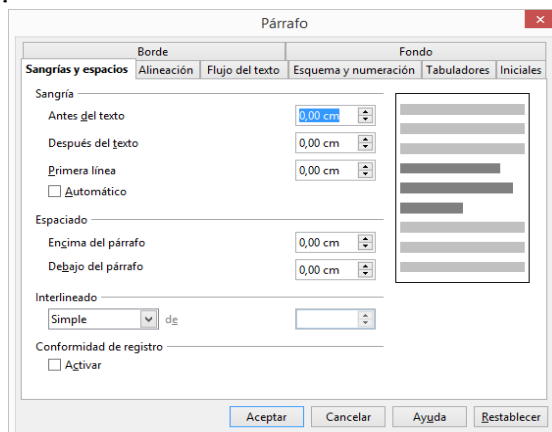 Párrafo
Borde Fondo
Sangrías y espacios Alineación Flujo del texto Esquema y numeración Tabuladores Iniciales
Sangría
Antes del texto 0,00 cm
Después del texto 0,00 cm
Primera línea 0,00 cm
Automático
Espaciado
Encima del párrafo 0,00 cm
Debajo del párrafo 0,00 cm
Interlineado
Simple de
Conformidad de registro
Activar
Aceptar Cancelar Ayuda Restablecer